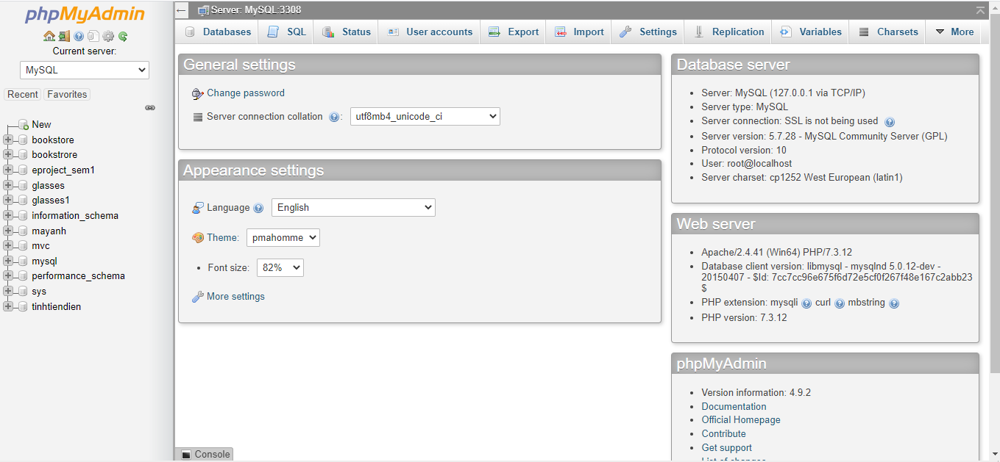 phpMyAdmin
Current server:
MySQL
Recent Favorites
New
bookstore
bookstrore
eproject_sem1
glasses
glasses1
information_schema
mayanh
mvc
mysql
performance_schema
sys
tinhtiendien
Server: MySQL:3308
Databases SQL Status User accounts Export Import Settings Replication Variables Charsets More
General settings
Change password
Server connection collation : utf8mb4_unicode_ci
Appearance settings
Language English
Theme: pmahomme
• Font size: 82%
More settings
Database server
• Server: MySQL (127.0.0.1 via TCP/IP)
• Server type: MySQL
• Server connection: SSL is not being used
• Server version: 5.7.28 - MySQL Community Server (GPL)
• Protocol version: 10
• User: root@localhost
• Server charset: cp1252 West European (latin1)
Web server
• Apache/2.4.41 (Win64) PHP/7.3.12
• Database client version: libmysql - mysqlnd 5.0.12-dev -
20150407 - $Id: 7cc7cc96e675f6d72e5cf0f267f48e167c2abb23
$
• PHP extension: mysqli curl mbstring
• PHP version: 7.3.12
phpMyAdmin
• Version information: 4.9.2
• Documentation
• Official Homepage
• Contribute
• Get support
• List of changes
Console